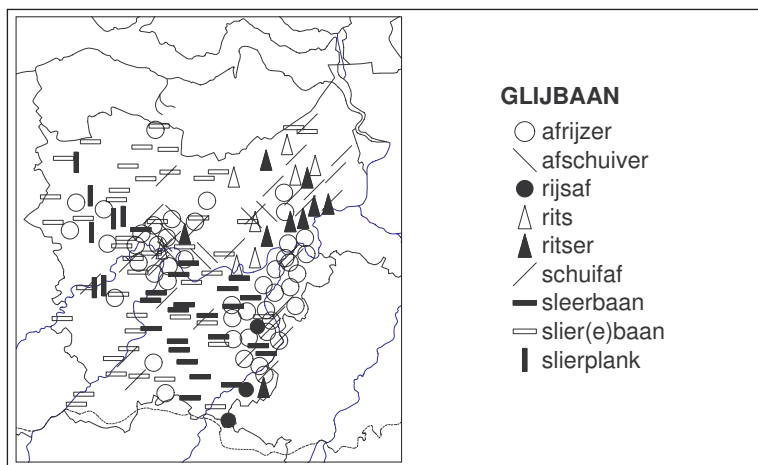 GLIJBAAN
afrijzer
afschuiver
rijsaf
rits
ritser
schuifaf
sleerbaan
slier(e)baan
slierplank